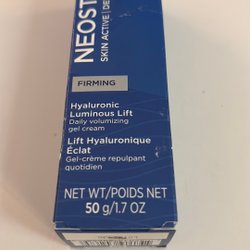 NEOST
SKIN ACTIVE | DE
FIRMING
Hyaluronic
Luminous Lift
Daily volumizing
gel cream
Lift Hyaluronique
Éclat
Gel-crème repulpant
quotidien
NET WT/POIDS NET
50 g/1.7 OZ